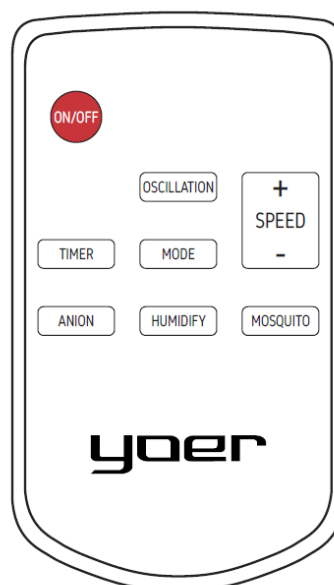 ON/OFF
OSCILLATION
+
SPEED
-
TIMER
MODE
ANION
HUMIDIFY
MOSQUITO
yoer